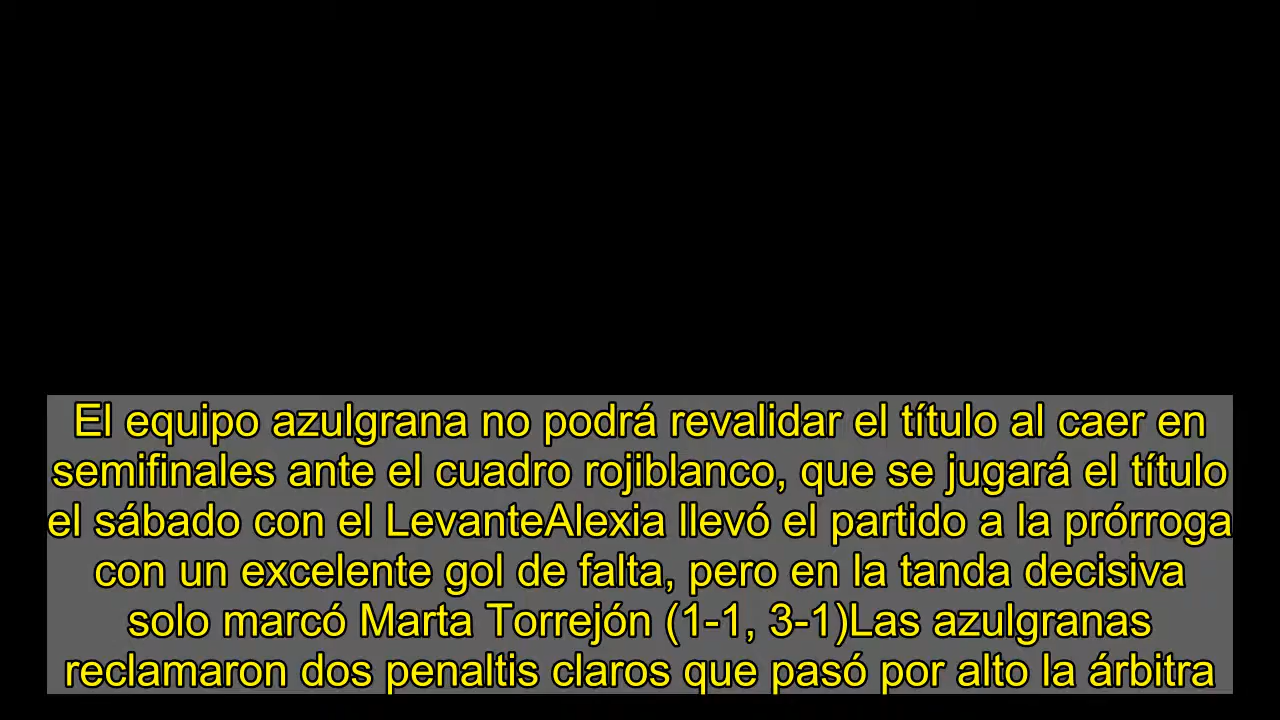 El equipo azulgrana no podrá revalidar el título al caer en
semifinales ante el cuadro rojiblanco, que se jugará el título
el sábado con el LevanteAlexia llevó el partido a la prórroga
con un excelente gol de falta, pero en la tanda decisiva
solo marcó Marta Torrejón (1-1, 3-1)Las azulgranas
reclamaron dos penaltis claros que pasó por alto la árbitra